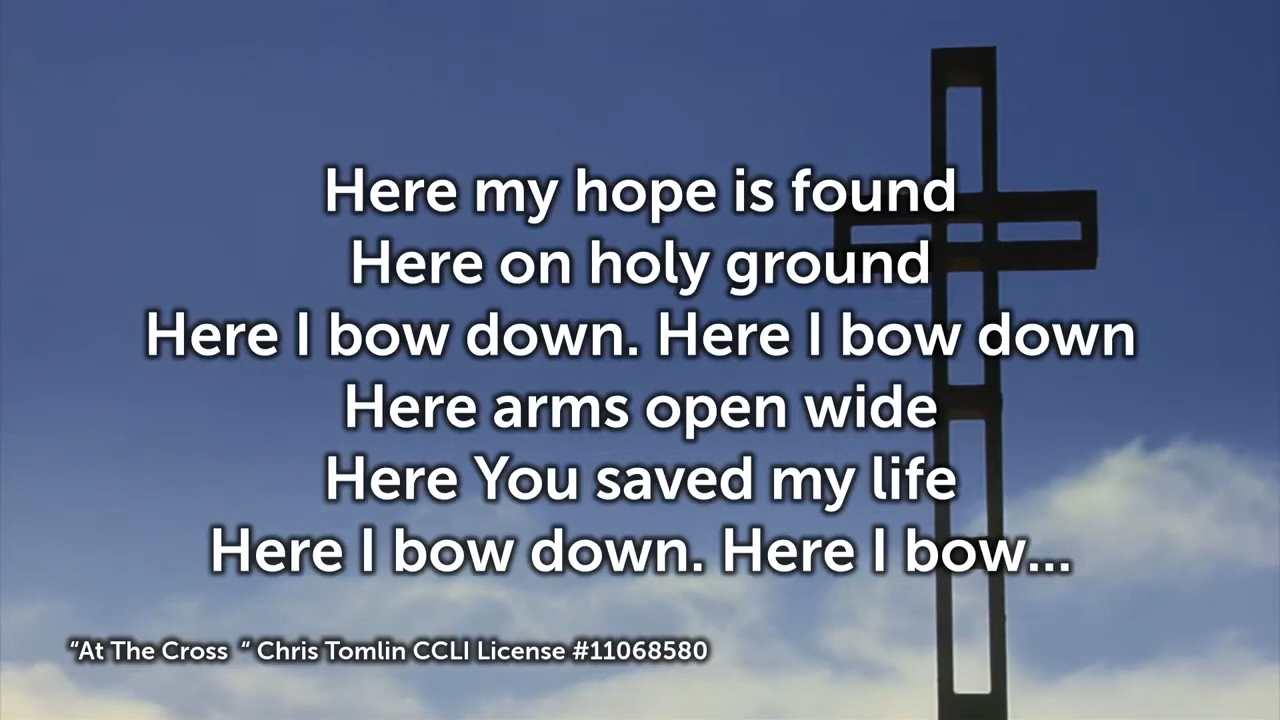 Here my hope is found
Here on holy ground
Here I bow down. Here I bow down
Here arms open wide
Here You saved my life
Here I bow down. Here I bow...
“At The Cross “ Chris Tomlin CCLI License #11068580